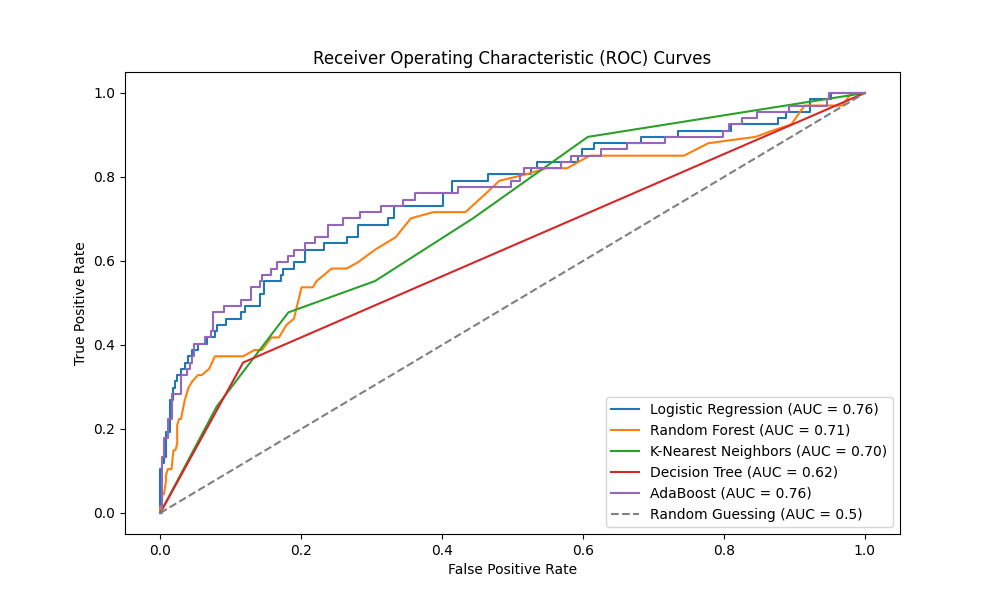 Receiver Operating Characteristic (ROC) Curves
True Positive Rate
1.0
0.8
0.6
0.4
0.2
0.0
0.0 0.2 0.4 0.6 0.8 1.0
False Positive Rate
Logistic Regression (AUC = 0.76)
Random Forest (AUC = 0.71)
K-Nearest Neighbors (AUC = 0.70)
Decision Tree (AUC = 0.62)
AdaBoost (AUC = 0.76)
Random Guessing (AUC = 0.5)